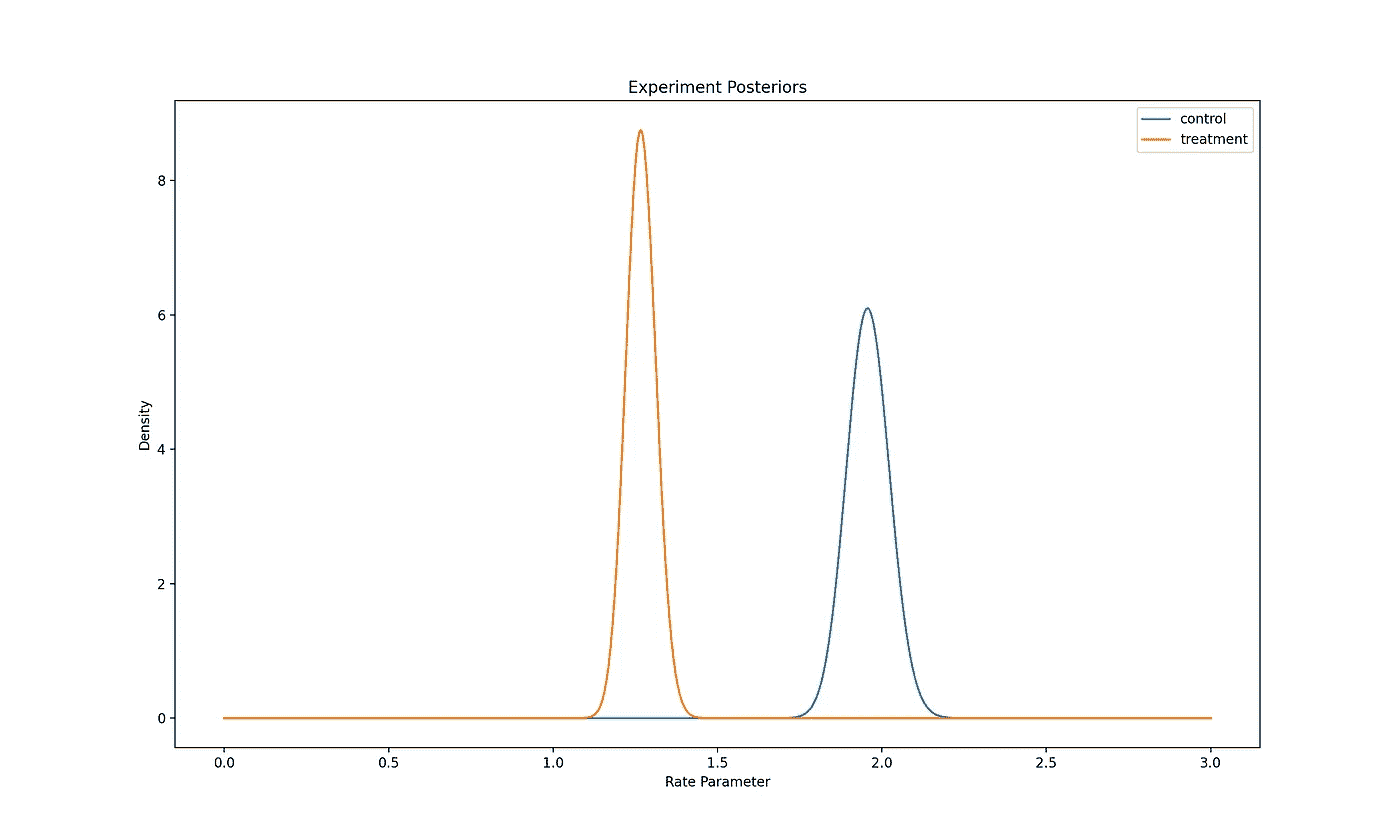 Experiment Posteriors
control
treatment
8
6
4
2
0
Density
0.0 0.5 1.0 1.5 2.0 2.5 3.0
Rate Parameter